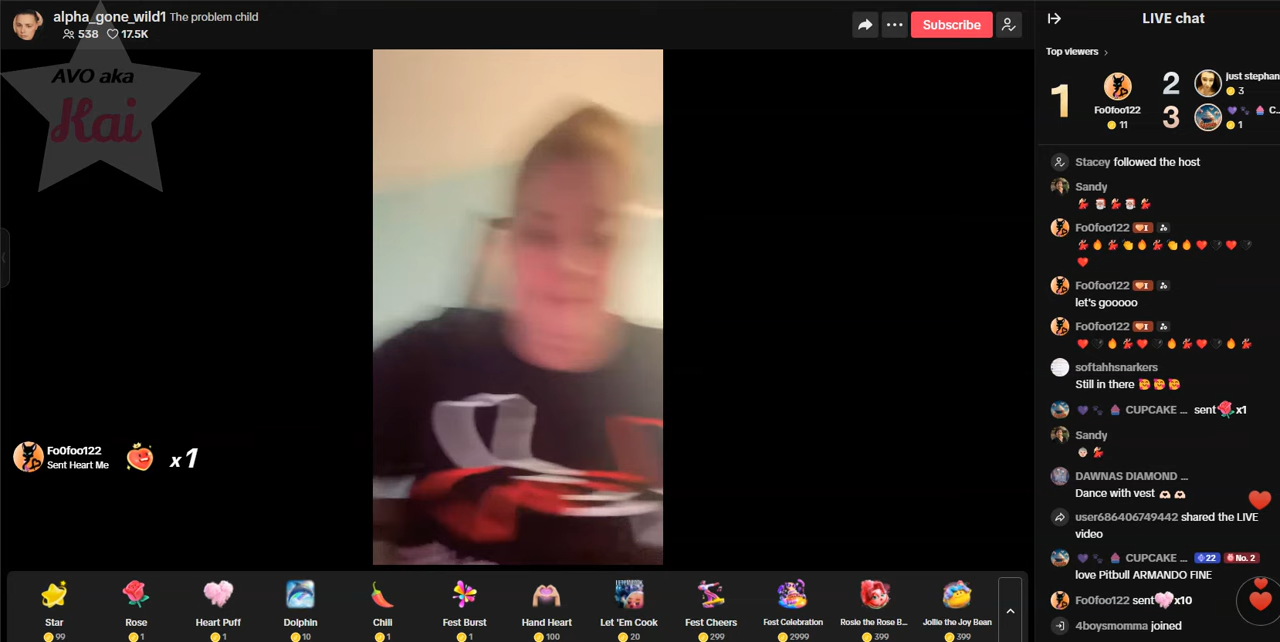 alpha_gone_wild1 The problem child
538 17.5K
Subscribe
AVO aka
Kai
Fo0foo122
Sent Heart Me
x1
LIVE chat
Top viewers
1
Fo0foo122
11
2
just stephan
3
3
C...
1
Stacey followed the host
Sandy
Fo0foo122 I
Fo0foo122 I
let's gooooo
Fo0foo122 I
softahhsnarkers
Still in there
CUPCAKE ... sent x1
Sandy
DAWNAS DIAMOND ...
Dance with vest
user686406749442 shared the LIVE
video
CUPCAKE ... 22 No. 2
love Pitbull ARMANDO FINE
Fo0foo122 sent x10
4boysmomma joined
Star
99
Rose
1
Heart Puff
1
Dolphin
10
Chili
1
Fest Burst
1
Hand Heart
100
Let 'Em Cook
20
Fest Cheers
299
Fest Celebration
2999
Rosie the Rose B...
399
Jollie the Joy Bean
399